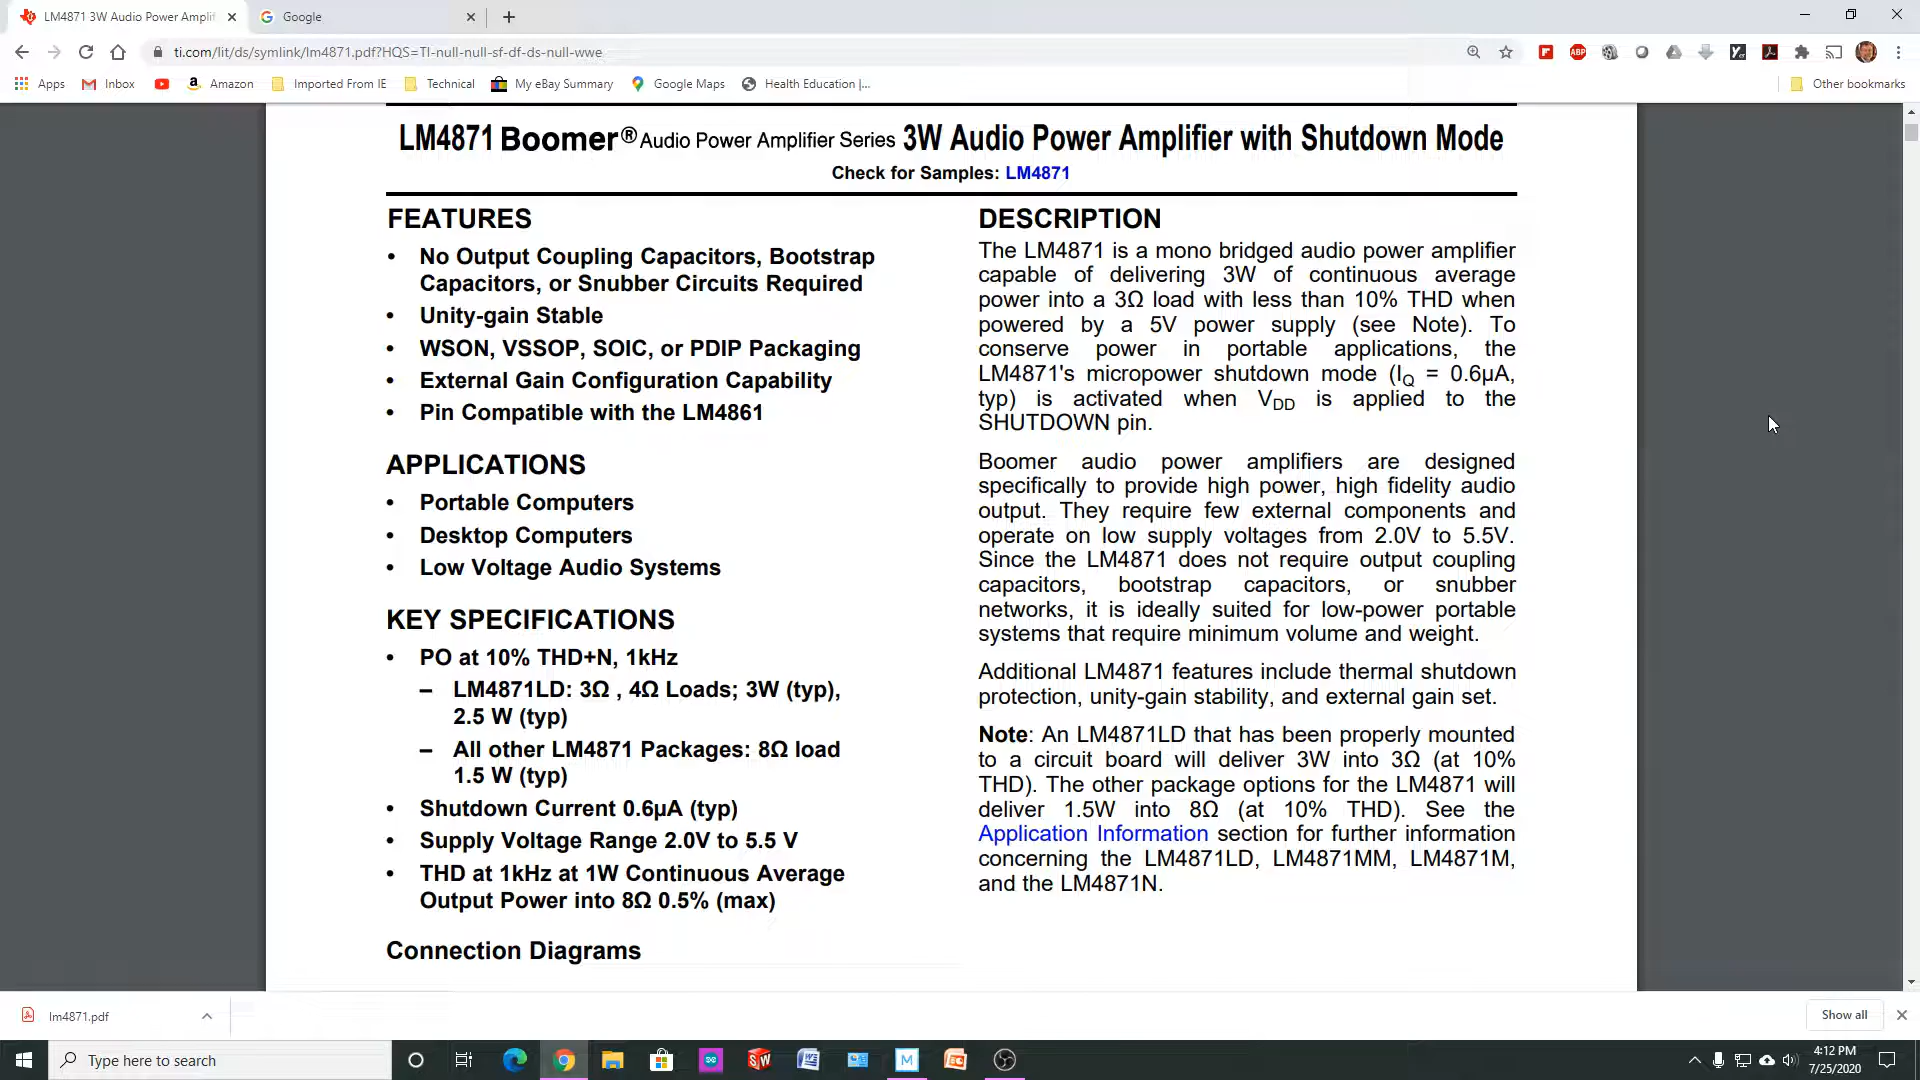 LM4871 3W Audio Power Amplifi
Google
ti.com/lit/ds/symlink/lm4871.pdf?HQS=TI-null-null-sf-df-ds-null-wwe
ABP
Apps
Inbox
Amazon
Imported From IE
Technical
My eBay Summary
Google Maps
Health Education |...
Other bookmarks
LM4871 Boomer® Audio Power Amplifier Series 3W Audio Power Amplifier with Shutdown Mode
Check for Samples: LM4871
FEATURES
• No Output Coupling Capacitors, Bootstrap
Capacitors, or Snubber Circuits Required
• Unity-gain Stable
• WSON, VSSOP, SOIC, or PDIP Packaging
• External Gain Configuration Capability
• Pin Compatible with the LM4861
APPLICATIONS
• Portable Computers
• Desktop Computers
• Low Voltage Audio Systems
KEY SPECIFICATIONS
• PO at 10% THD+N, 1kHz
– LM4871LD: 3Ω , 4Ω Loads; 3W (typ),
2.5 W (typ)
– All other LM4871 Packages: 8Ω load
1.5 W (typ)
• Shutdown Current 0.6µA (typ)
• Supply Voltage Range 2.0V to 5.5 V
• THD at 1kHz at 1W Continuous Average
Output Power into 8Ω 0.5% (max)
Connection Diagrams
DESCRIPTION
The LM4871 is a mono bridged audio power amplifier
capable of delivering 3W of continuous average
power into a 3Ω load with less than 10% THD when
powered by a 5V power supply (see Note). To
conserve power in portable applications, the
LM4871's micropower shutdown mode (IQ = 0.6µA,
typ) is activated when VDD is applied to the
SHUTDOWN pin.
Boomer audio power amplifiers are designed
specifically to provide high power, high fidelity audio
output. They require few external components and
operate on low supply voltages from 2.0V to 5.5V.
Since the LM4871 does not require output coupling
capacitors, bootstrap capacitors, or snubber
networks, it is ideally suited for low-power portable
systems that require minimum volume and weight.
Additional LM4871 features include thermal shutdown
protection, unity-gain stability, and external gain set.
Note: An LM4871LD that has been properly mounted
to a circuit board will deliver 3W into 3Ω (at 10%
THD). The other package options for the LM4871 will
deliver 1.5W into 8Ω (at 10% THD). See the
Application Information section for further information
concerning the LM4871LD, LM4871MM, LM4871M,
and the LM4871N.
lm4871.pdf
Show all
Type here to search
4:12 PM
7/25/2020